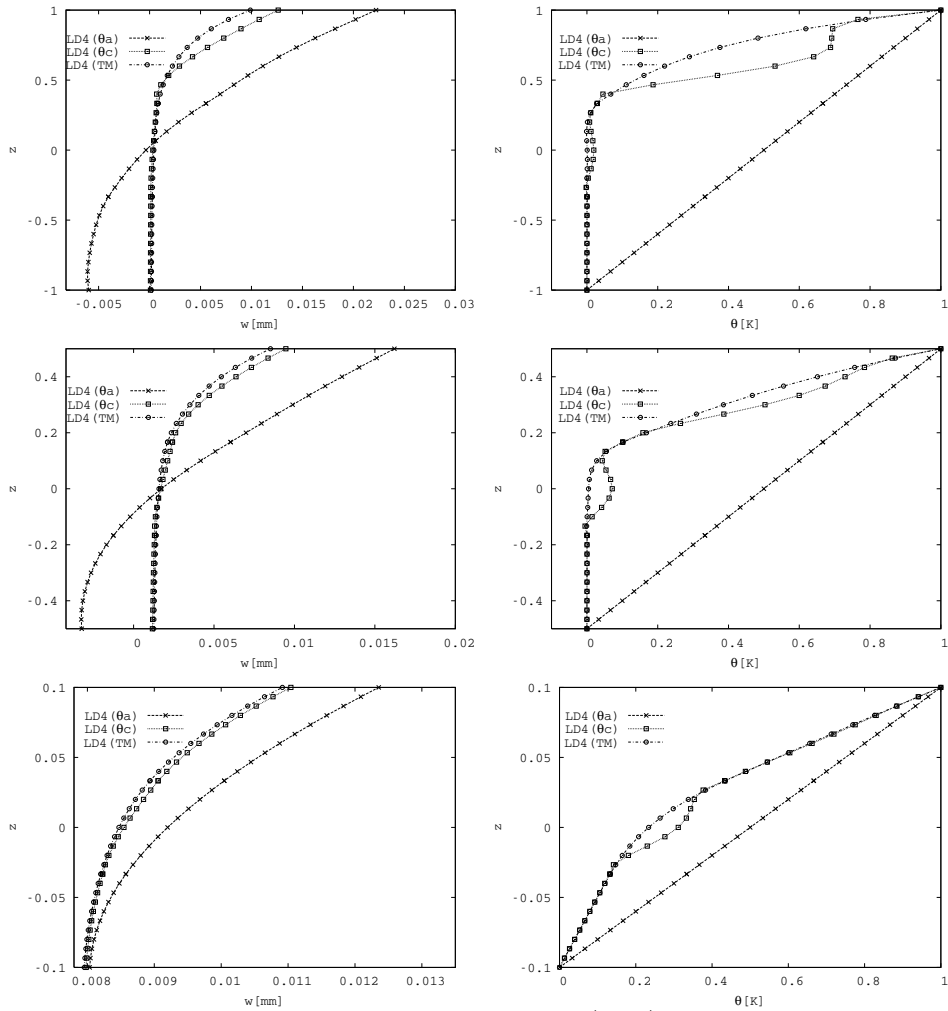 1
0.5
0
-0.5
-1
z
-0.005 0 0.005 0.01 0.015 0.02 0.025 0.03
w[mm]
LD4(θa)
LD4(θc)
LD4(TM)
1
0.5
0
-0.5
-1
z
0 0.2 0.4 0.6 0.8 1
θ[K]
LD4(θa)
LD4(θc)
LD4(TM)
0.4
0.2
0
-0.2
-0.4
z
0 0.005 0.01 0.015 0.02
w[mm]
LD4(θa)
LD4(θc)
LD4(TM)
0.4
0.2
0
-0.2
-0.4
z
0 0.2 0.4 0.6 0.8 1
θ[K]
LD4(θa)
LD4(θc)
LD4(TM)
0.1
0.05
0
-0.05
-0.1
z
0.008 0.009 0.01 0.011 0.012 0.013
w[mm]
LD4(θa)
LD4(θc)
LD4(TM)
0.1
0.05
0
-0.05
-0.1
z
0 0.2 0.4 0.6 0.8 1
θ[K]
LD4(θa)
LD4(θc)
LD4(TM)